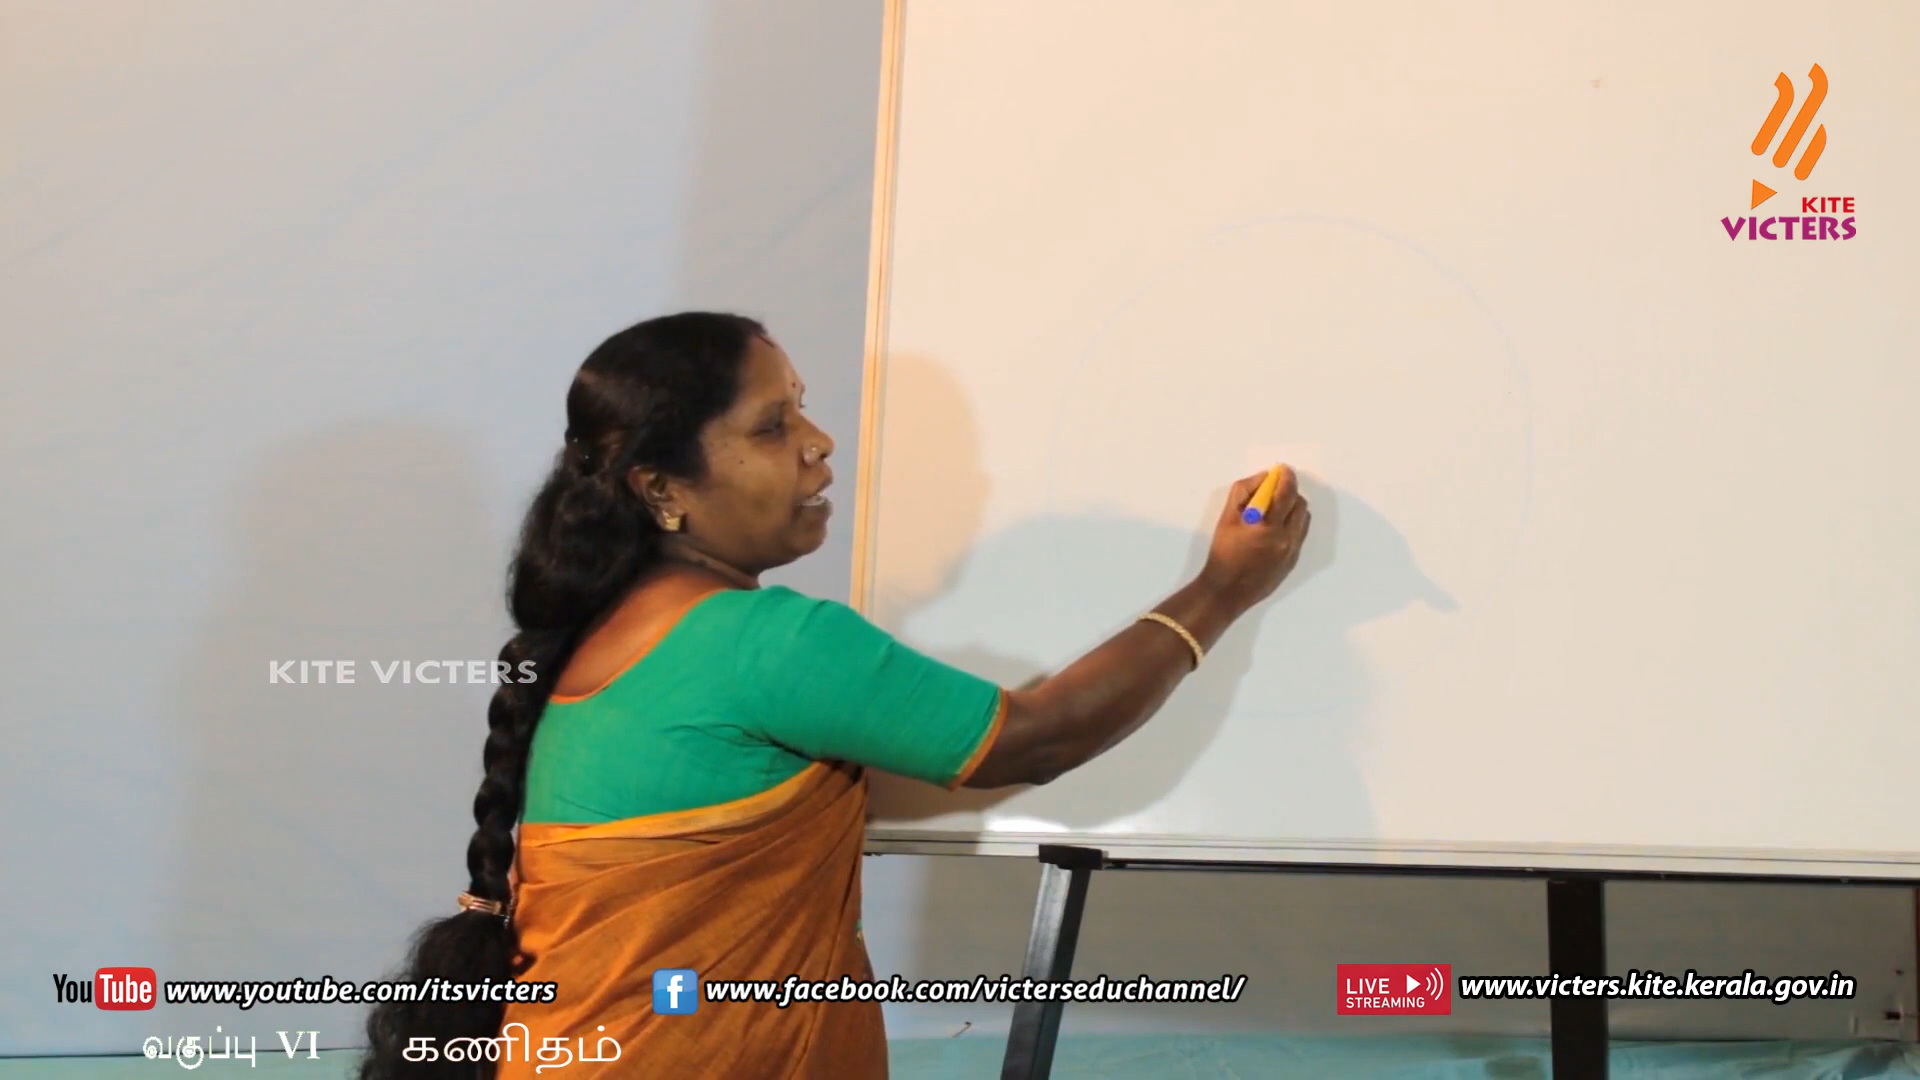 KITE
VICTERS
KITE VICTERS
YouTube www.youtube.com/itsvicters
f www.facebook.com/victerseduchannel/
LIVE STREAMING www.victers.kite.kerala.gov.in
வகுப்பு VI கணிதம்